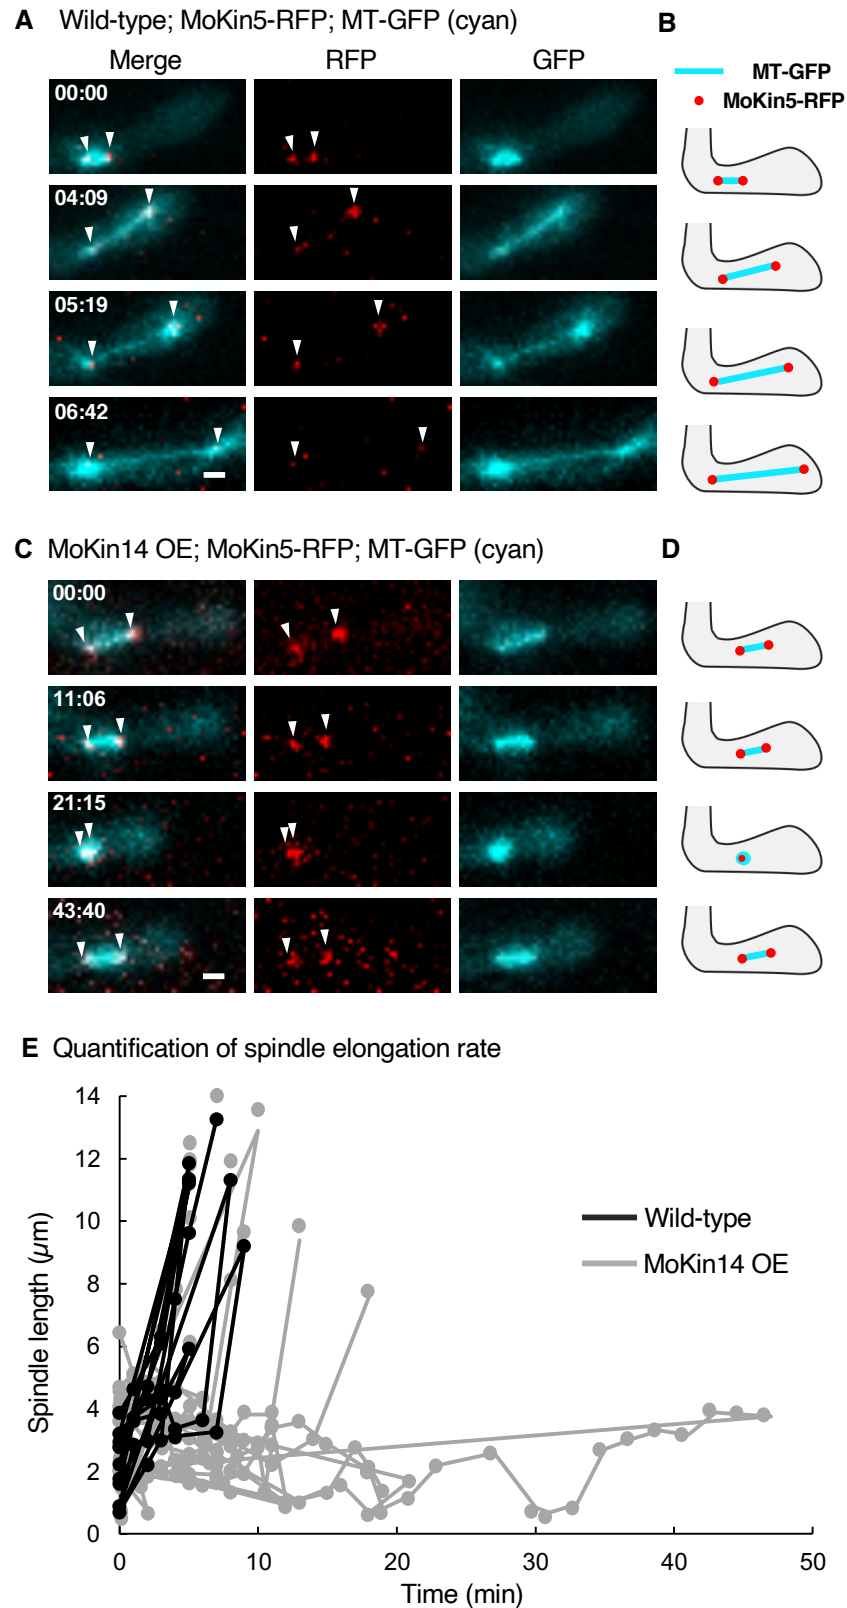 A Wild-type; MoKin5-RFP; MT-GFP (cyan)
B
Merge RFP GFP
MT-GFP
MoKin5-RFP
00:00
04:09
05:19
06:42
C MoKin14 OE; MoKin5-RFP; MT-GFP (cyan)
D
00:00
11:06
21:15
43:40
E Quantification of spindle elongation rate
Spindle length (µm)
14
12
10
8
6
4
2
0
Wild-type
MoKin14 OE
0 10 20 30 40 50
Time (min)